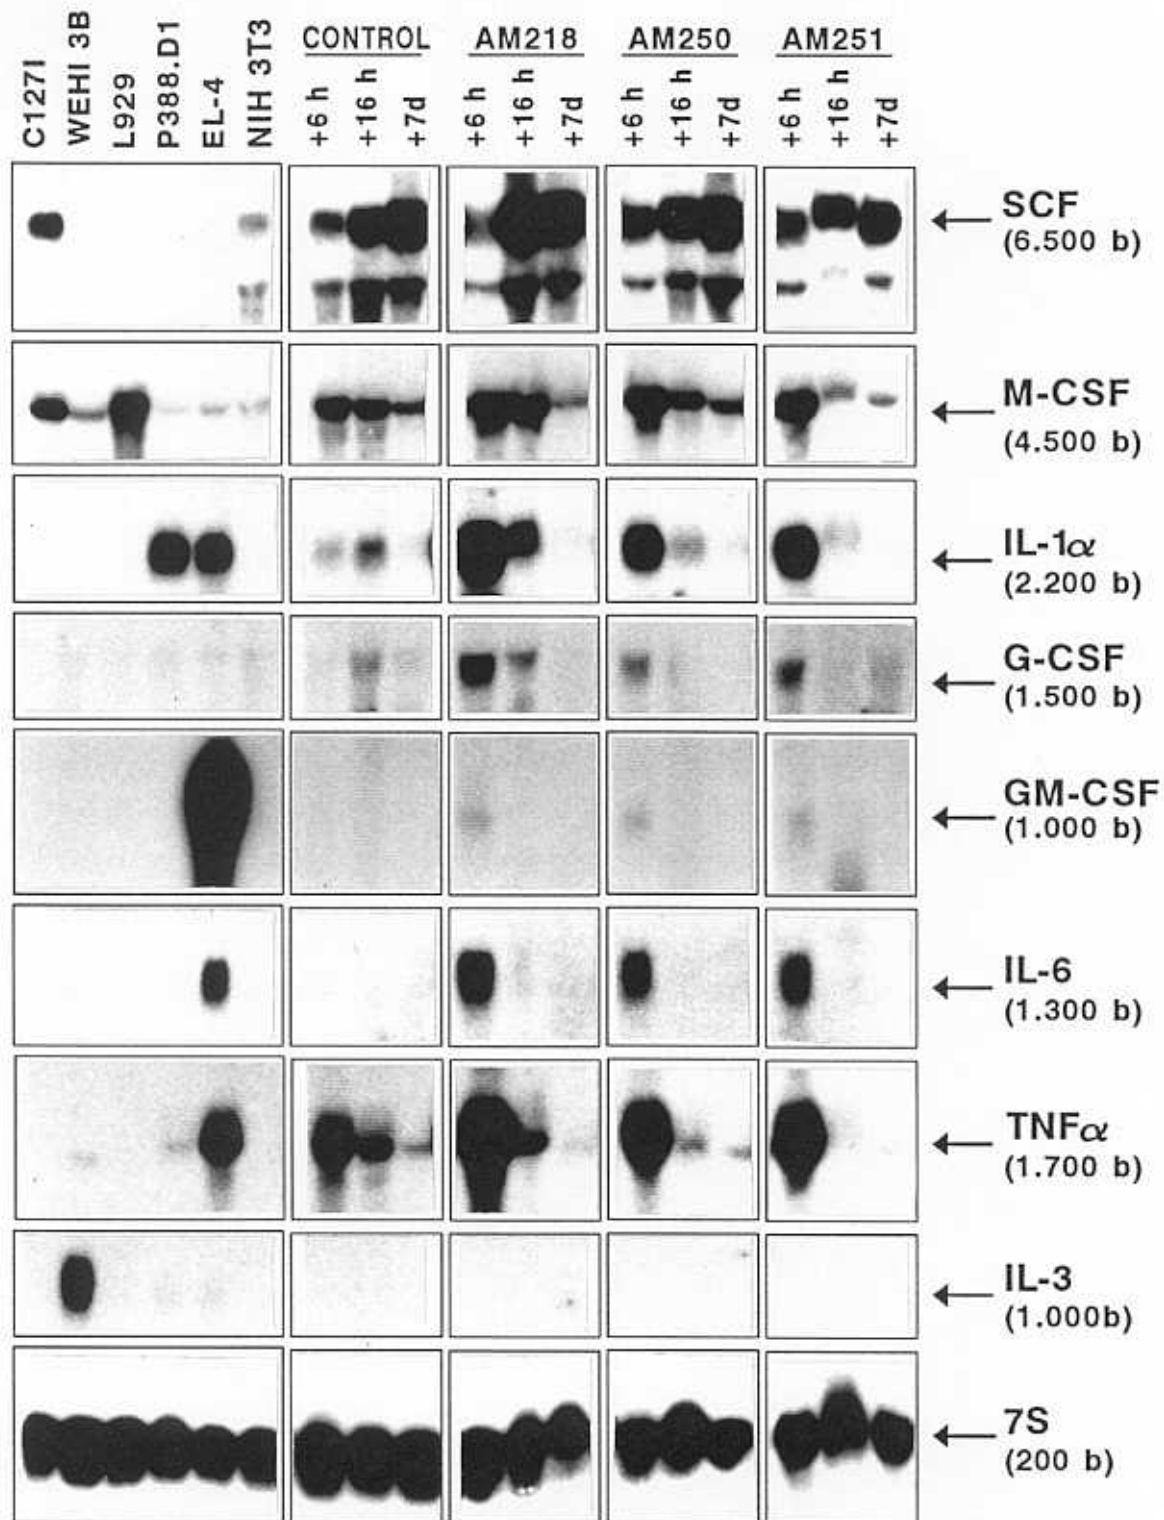 C127I
WEHI 3B
L929
P388.D1
EL-4
NIH 3T3
CONTROL
+6 h
+16 h
+7d
AM218
+6 h
+16 h
+7d
AM250
+6 h
+16 h
+7d
AM251
+6 h
+16 h
+7d
SCF
(6.500 b)
M-CSF
(4.500 b)
IL-1α
(2.200 b)
G-CSF
(1.500 b)
GM-CSF
(1.000 b)
IL-6
(1.300 b)
TNFα
(1.700 b)
IL-3
(1.000b)
7S
(200 b)